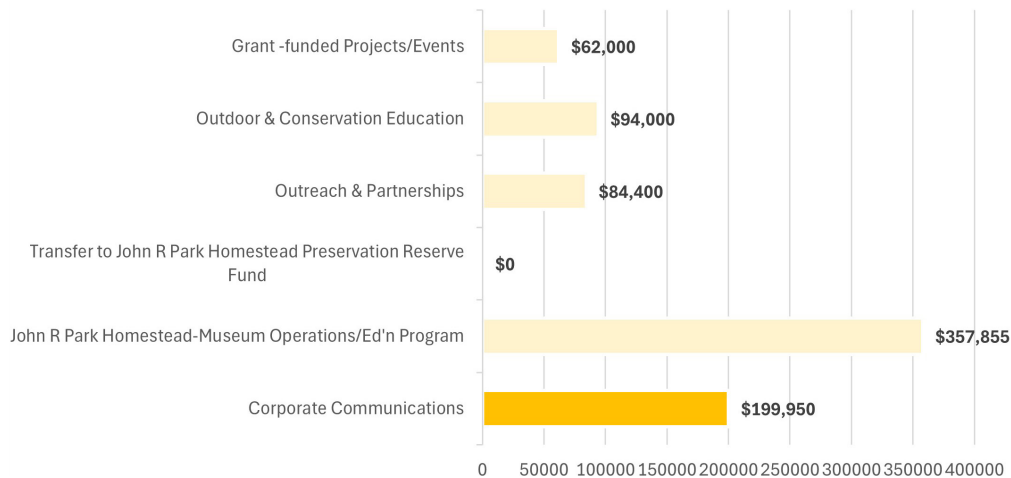 Grant -funded Projects/Events
$62,000
Outdoor & Conservation Education
$94,000
Outreach & Partnerships
$84,400
Transfer to John R Park Homestead Preservation Reserve
Fund
$0
John R Park Homestead-Museum Operations/Ed'n Program
$357,855
Corporate Communications
$199,950
0 50000 100000 150000 200000 250000 300000 350000 400000